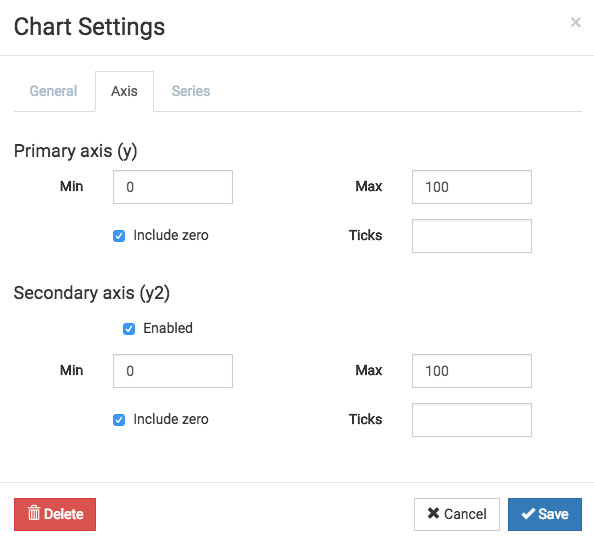 Chart Settings ×
General Axis Series
Primary axis (y)
Min 0 Max 100
Include zero Ticks
Secondary axis (y2)
Enabled
Min 0 Max 100
Include zero Ticks
Delete Cancel Save